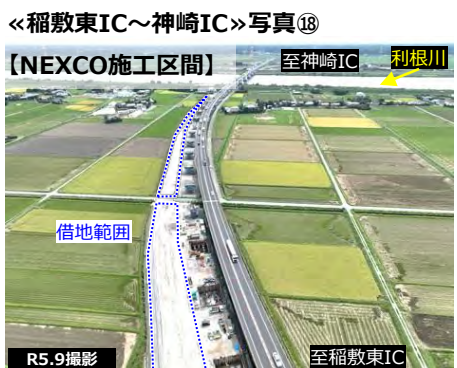 ≪稲敷東IC～神崎IC≫写真⑱
【NEXCO施工区間】
至神崎IC
利根川
借地範囲
R5.9撮影
至稲敷東IC